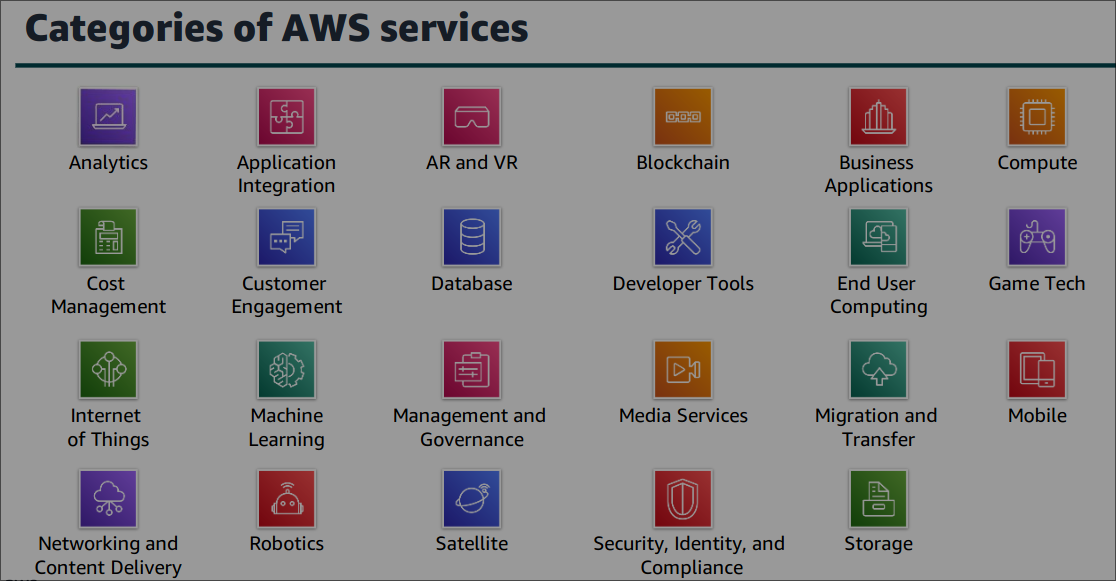 Categories of AWS services
Analytics
Application
Integration
AR and VR
Blockchain
Business
Applications
Compute
Cost
Management
Customer
Engagement
Database
Developer Tools
End User
Computing
Game Tech
Internet
of Things
Machine
Learning
Management and
Governance
Media Services
Migration and
Transfer
Mobile
Networking and
Content Delivery
Robotics
Satellite
Security, Identity, and
Compliance
Storage